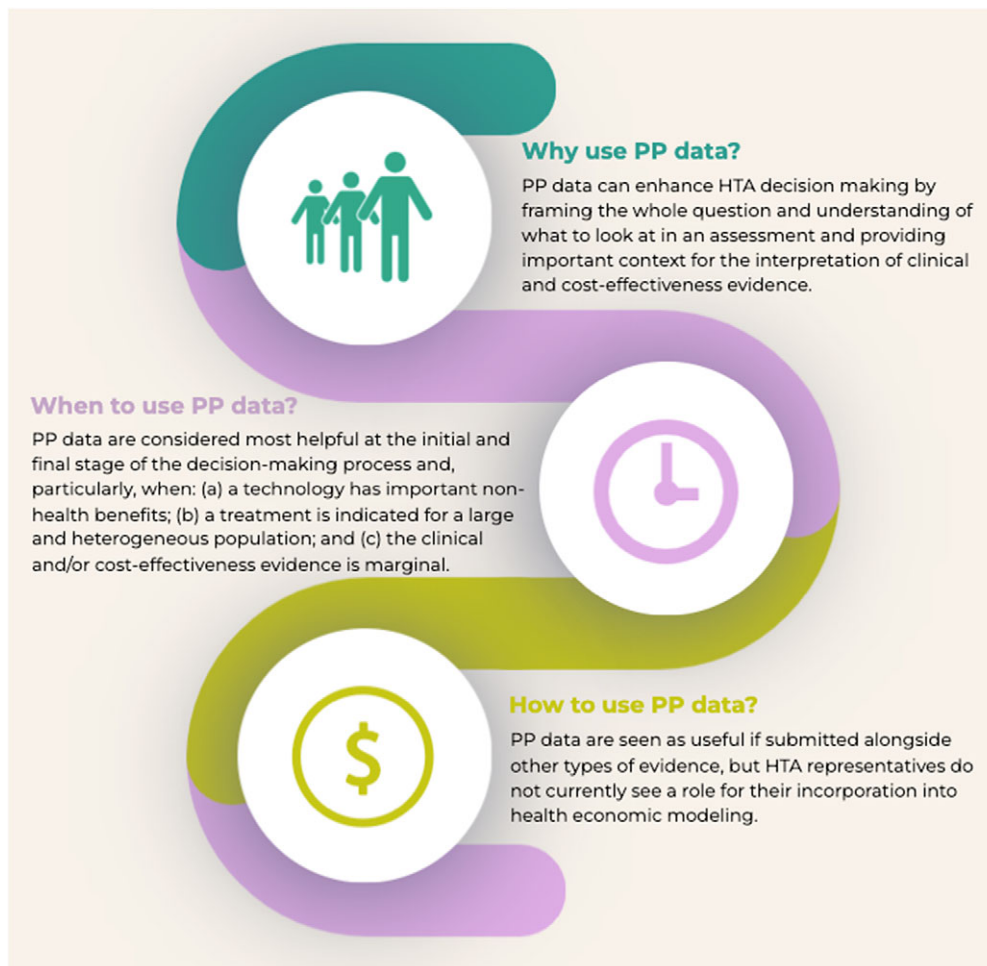 Why use PP data?
PP data can enhance HTA decision making by
framing the whole question and understanding of
what to look at in an assessment and providing
important context for the interpretation of clinical
and cost-effectiveness evidence.
When to use PP data?
PP data are considered most helpful at the initial and
final stage of the decision-making process and,
particularly, when: (a) a technology has important non-
health benefits; (b) a treatment is indicated for a large
and heterogeneous population; and (c) the clinical
and/or cost-effectiveness evidence is marginal.
$
How to use PP data?
PP data are seen as useful if submitted alongside
other types of evidence, but HTA representatives do
not currently see a role for their incorporation into
health economic modeling.